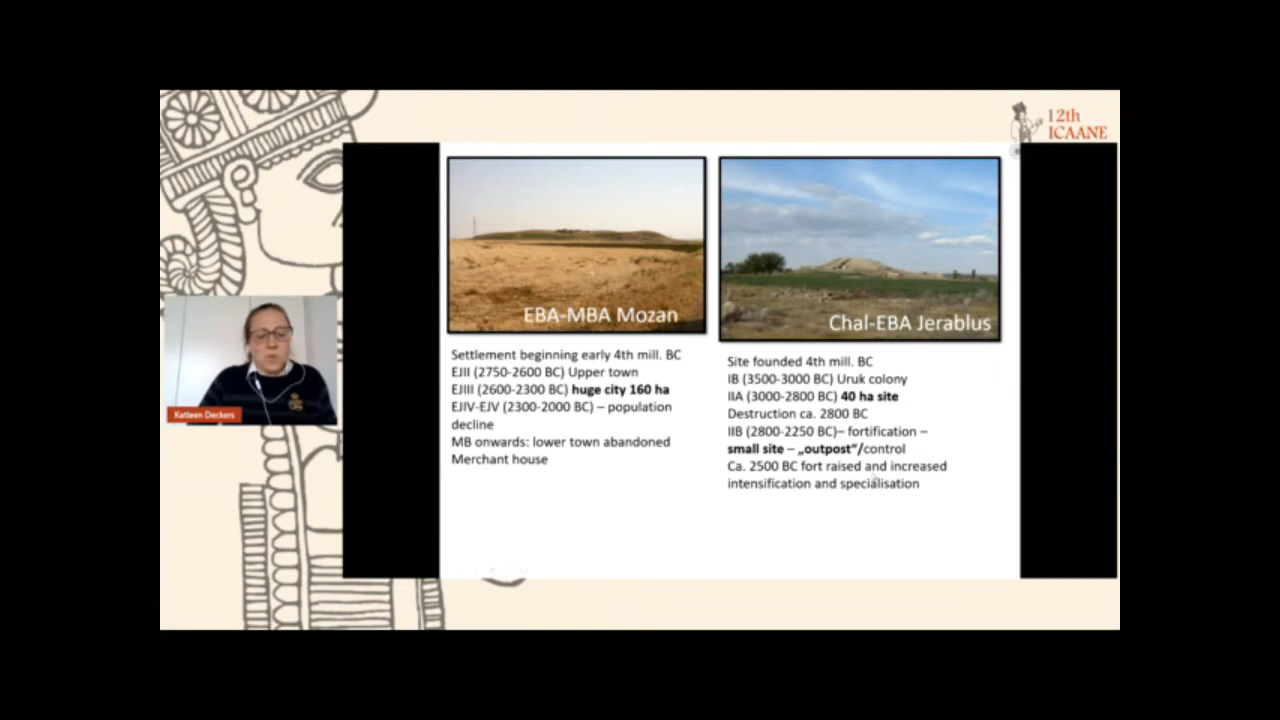 12th
ICAANE
EBA-MBA Mozan
Chal-EBA Jerablus
Settlement beginning early 4th mill. BC
EJII (2750-2600 BC) Upper town
EJIII (2600-2300 BC) huge city 160 ha
EJIV-EJV (2300-2000 BC) – population
decline
MB onwards: lower town abandoned
Merchant house
Site founded 4th mill. BC
IB (3500-3000 BC) Uruk colony
IIA (3000-2800 BC) 40 ha site
Destruction ca. 2800 BC
IIB (2800-2250 BC)– fortification –
small site – „outpost“/control
Ca. 2500 BC fort raised and increased
intensification and specialisation
Katleen Deckers